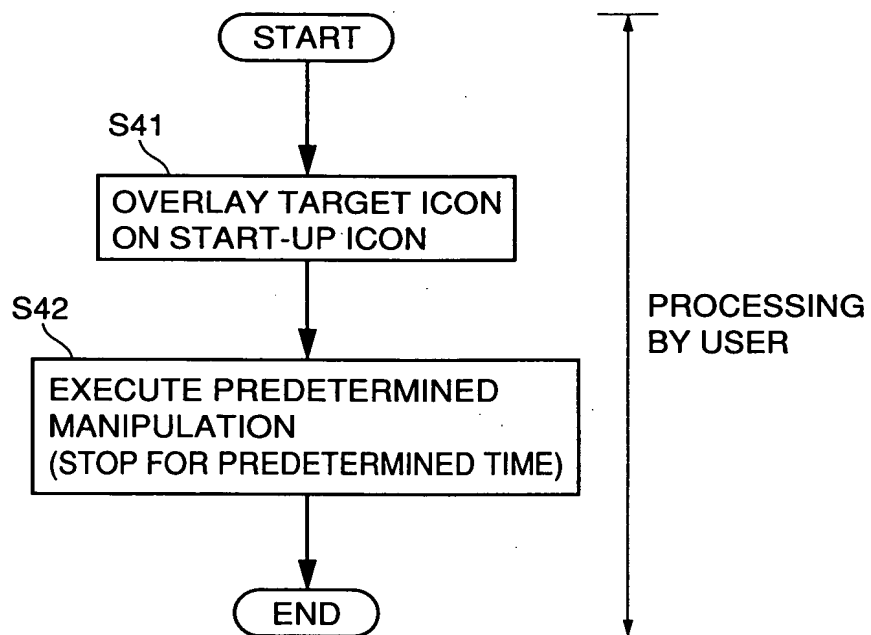 START
S41
OVERLAY TARGET ICON
ON START-UP ICON
S42
EXECUTE PREDETERMINED
MANIPULATION
(STOP FOR PREDETERMINED TIME)
END
PROCESSING
BY USER